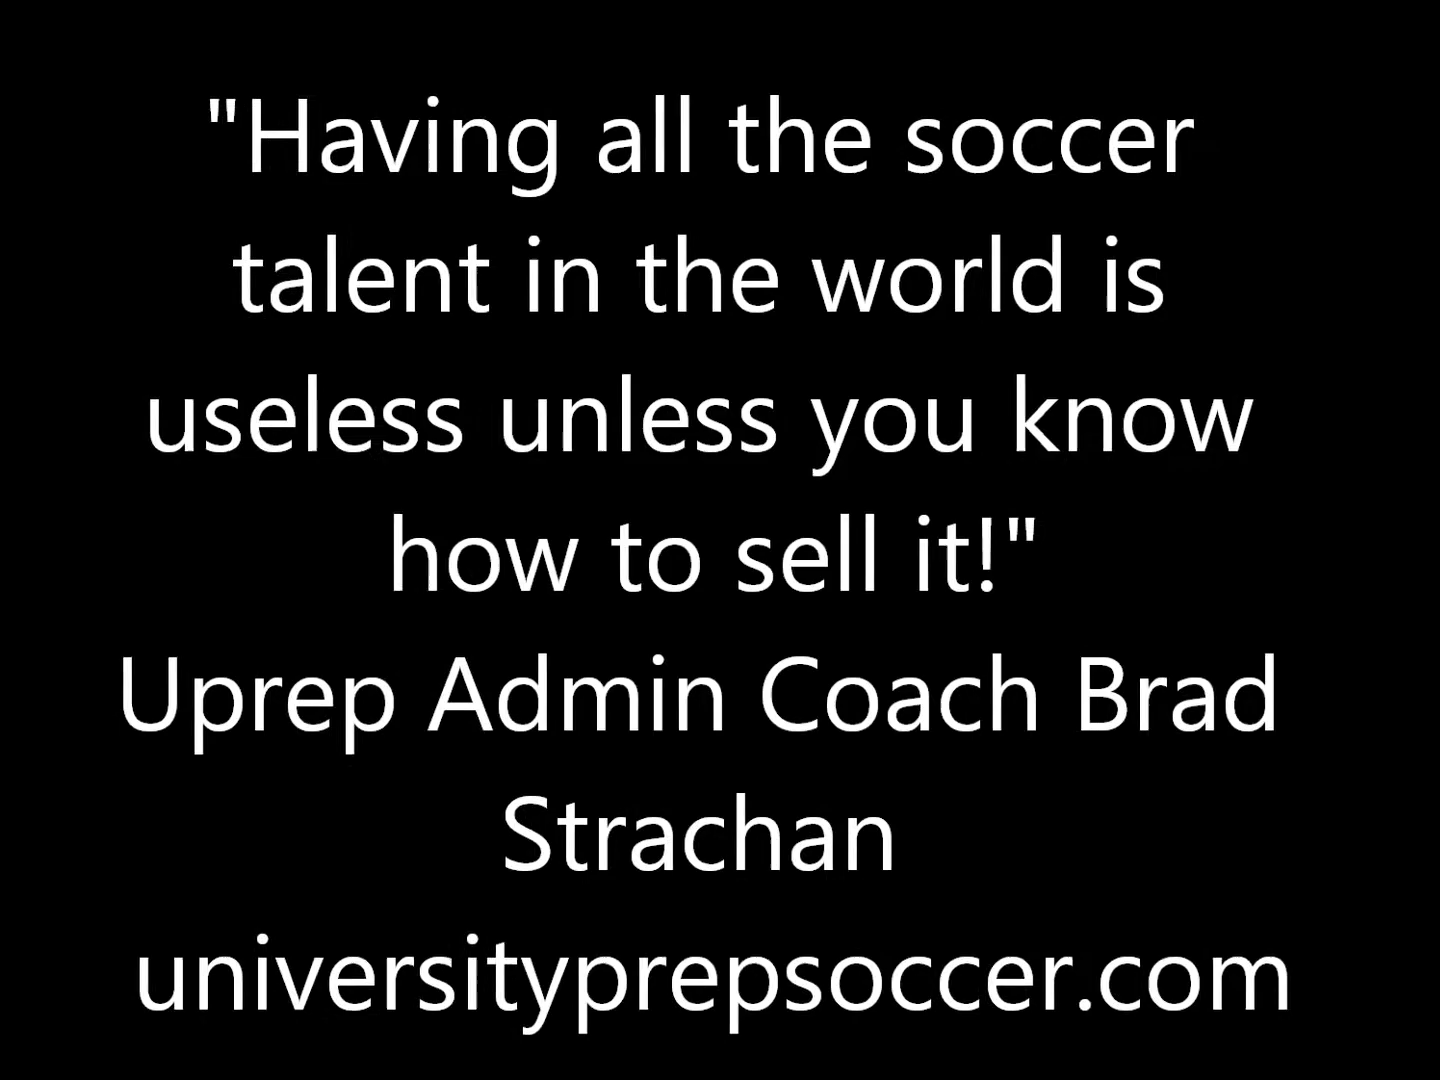 "Having all the soccer
talent in the world is
useless unless you know
how to sell it!"
Uprep Admin Coach Brad
Strachan
universityprepsoccer.com